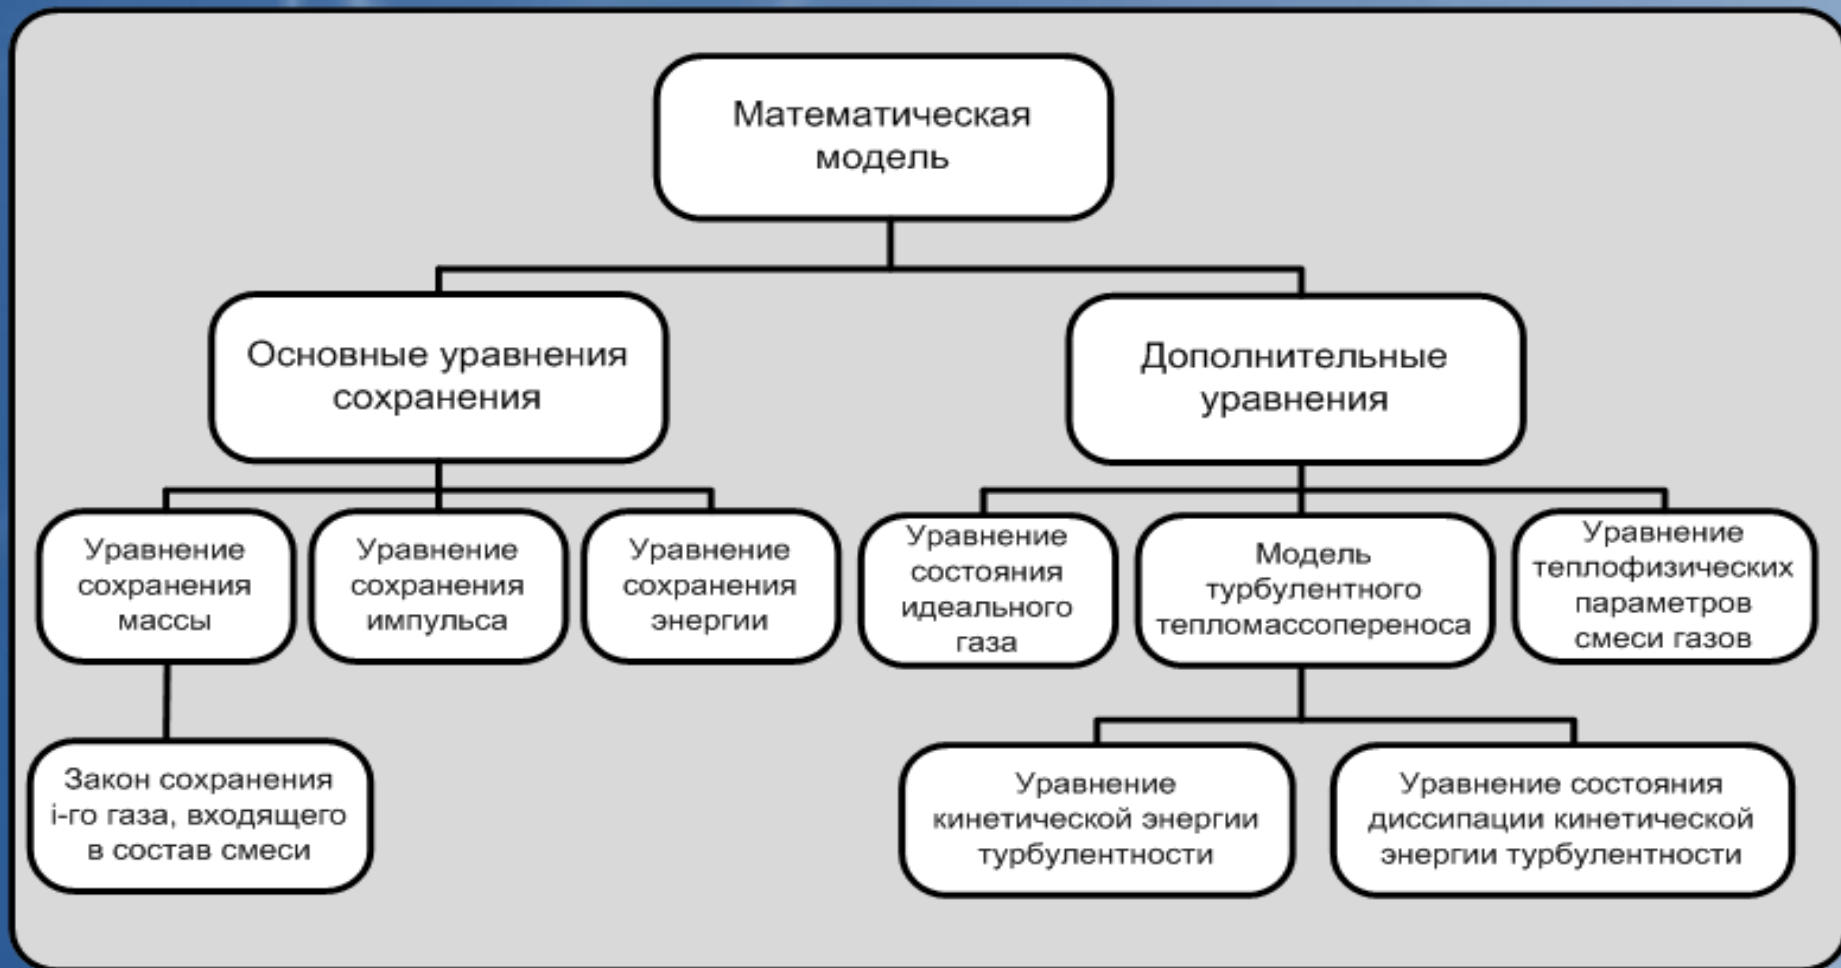 Математическая
модель
Основные уравнения
сохранения
Дополнительные
уравнения
Уравнение
сохранения
массы
Уравнение
сохранения
импульса
Уравнение
сохранения
энергии
Уравнение
состояния
идеального
газа
Модель
турбулентного
тепломассопереноса
Уравнение
теплофизических
параметров
смеси газов
Закон сохранения
i-го газа, входящего
в состав смеси
Уравнение
кинетической энергии
турбулентности
Уравнение состояния
диссипации кинетической
энергии турбулентности